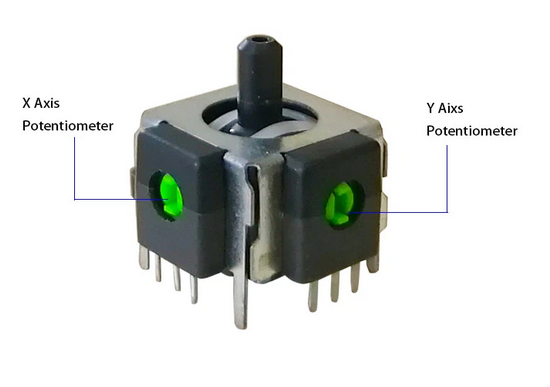 X Axis
Potentiometer
Y Aixs
Potentiometer